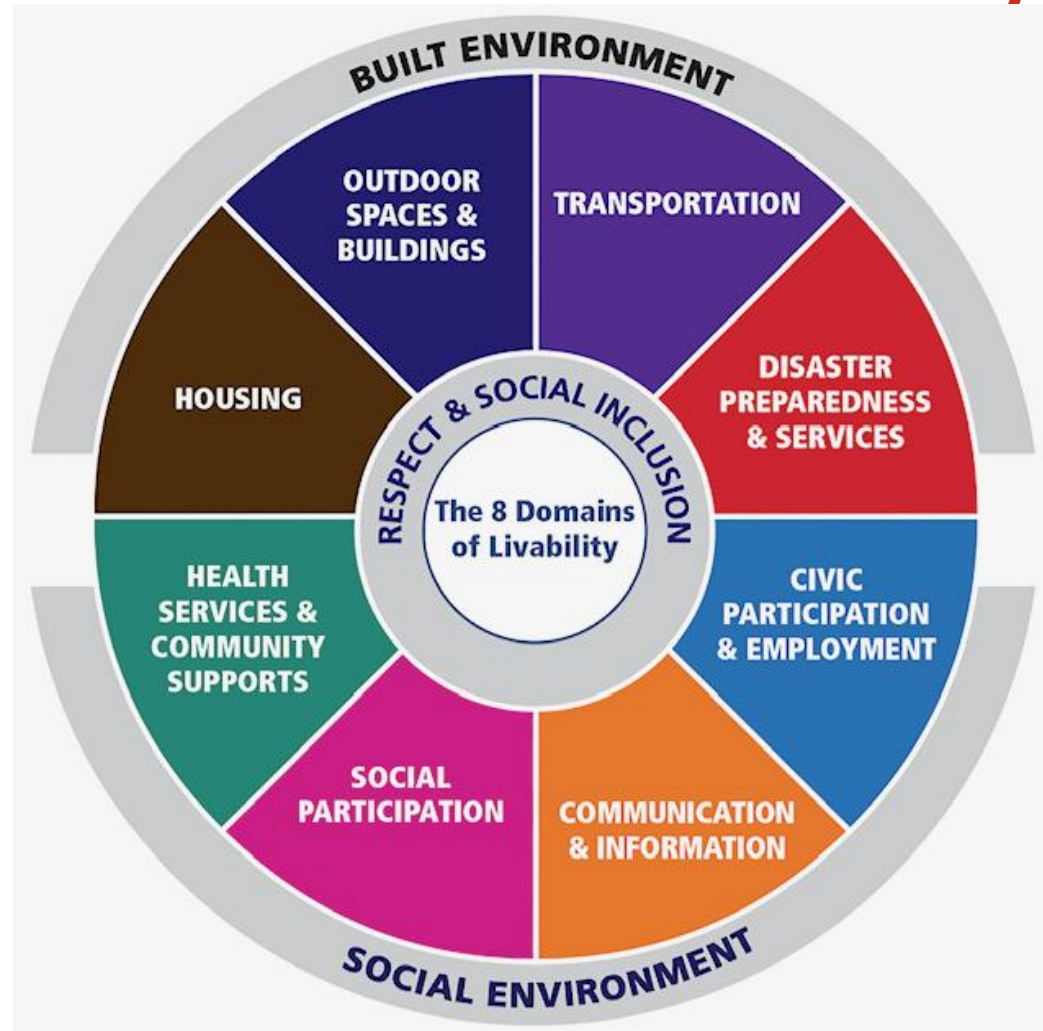 BUILT ENVIRONMENT
OUTDOOR
SPACES &
BUILDINGS
TRANSPORTATION
HOUSING
DISASTER
PREPAREDNESS
& SERVICES
RESPECT & SOCIAL INCLUSION
The 8 Domains
of Livability
HEALTH
SERVICES &
COMMUNITY
SUPPORTS
CIVIC
PARTICIPATION
& EMPLOYMENT
SOCIAL
PARTICIPATION
COMMUNICATION
& INFORMATION
SOCIAL ENVIRONMENT